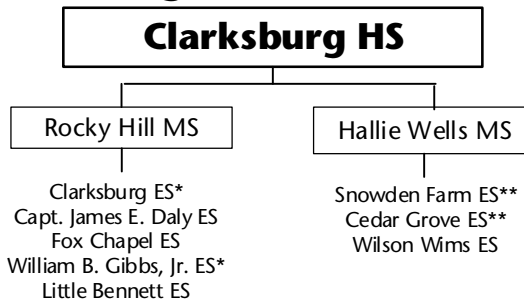 Clarksburg HS
Rocky Hill MS
Clarksburg ES*
Capt. James E. Daly ES
Fox Chapel ES
William B. Gibbs, Jr. ES*
Little Bennett ES
Hallie Wells MS
Snowden Farm ES**
Cedar Grove ES**
Wilson Wims ES